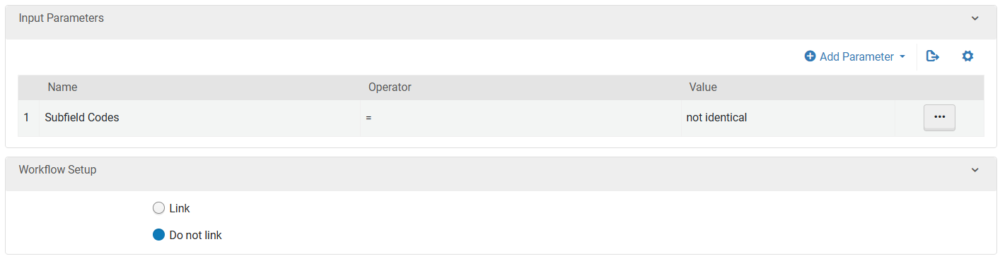 Input Parameters
Add Parameter
Name Operator Value
1 Subfield Codes = not identical
Workflow Setup
Link
Do not link